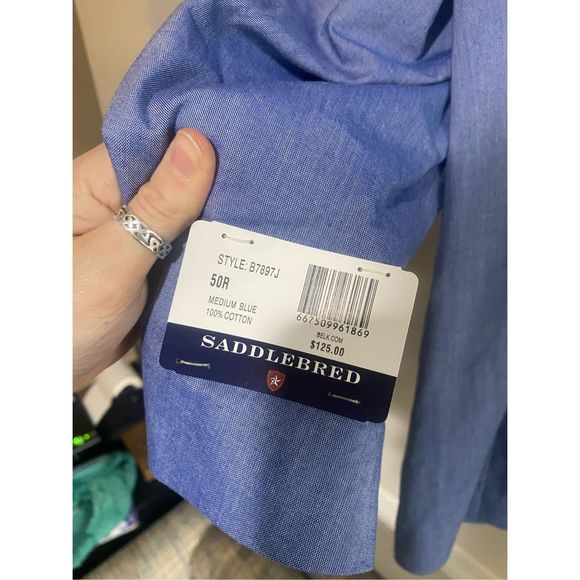 STYLE: B7897J
50R
MEDIUM BLUE
100% COTTON
667509961869
BELK.COM
$125.00
SADDLEBRED